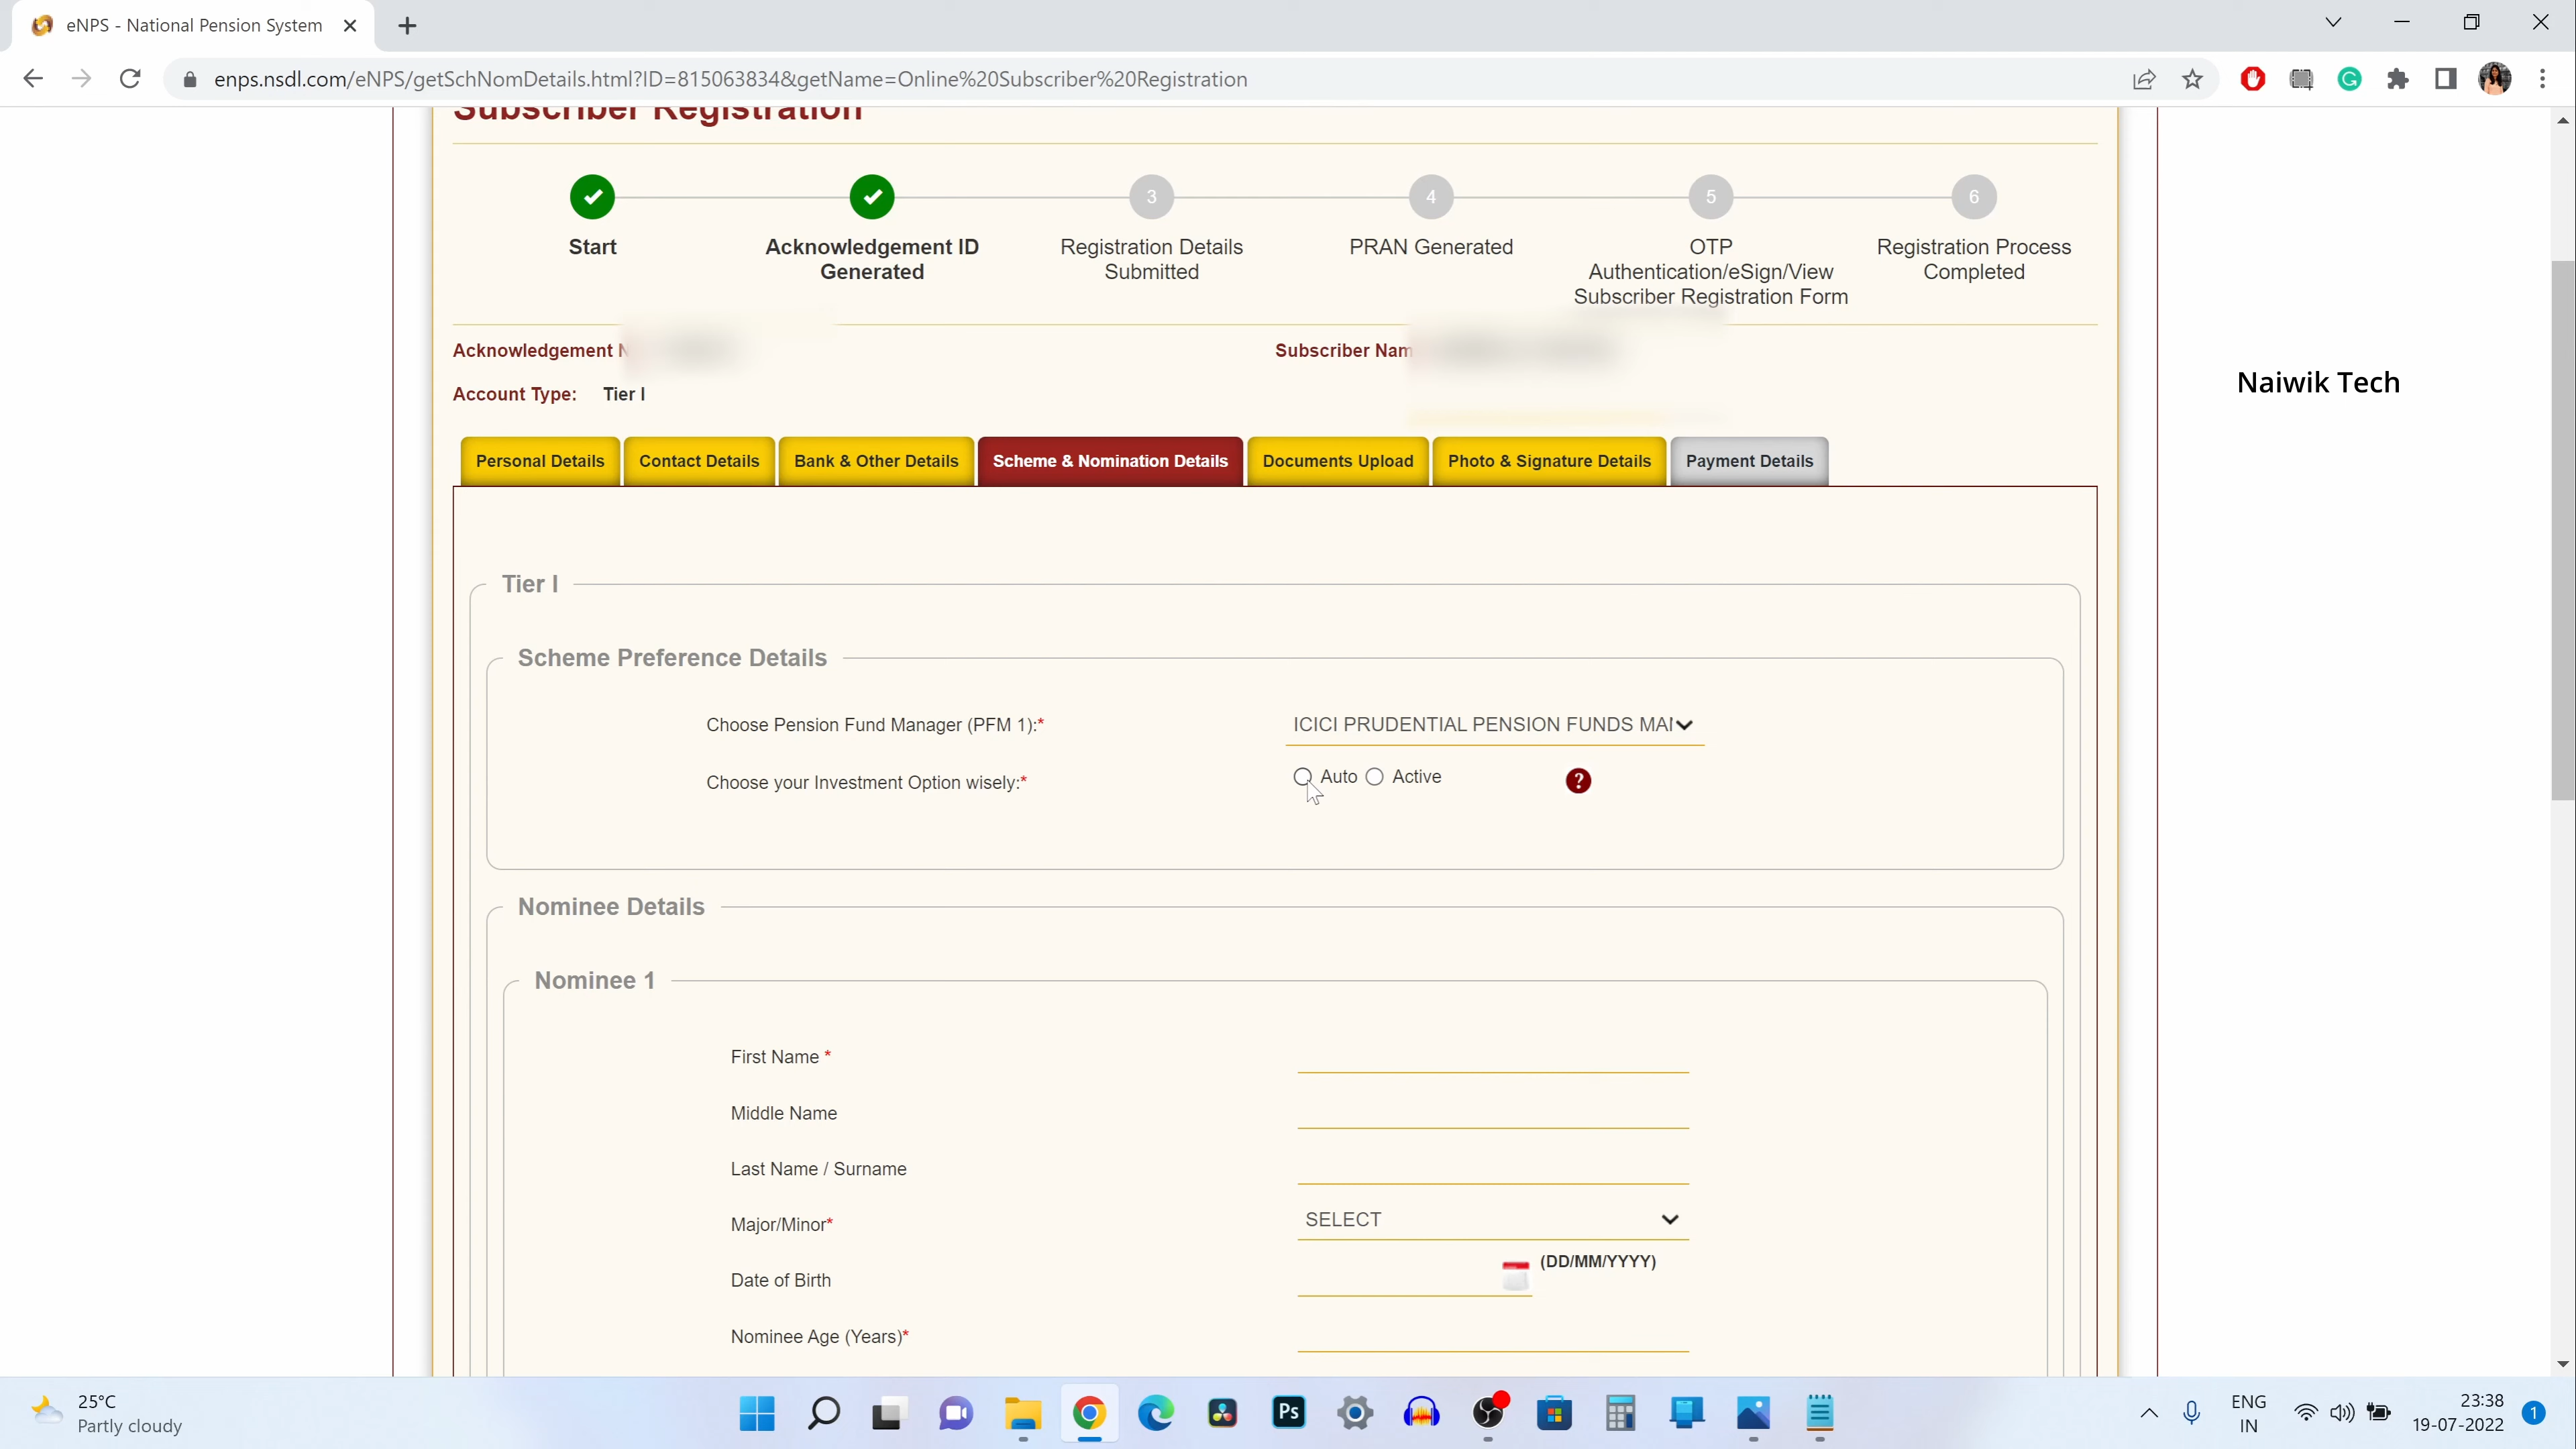 eNPS - National Pension System
enps.nsdl.com/eNPS/getSchNomDetails.html?ID=815063834&getName=Online%20Subscriber%20Registration
Subscriber Registration
3 4 5 6
Start
Acknowledgement ID
Generated
Registration Details
Submitted
PRAN Generated
OTP
Authentication/eSign/View
Subscriber Registration Form
Registration Process
Completed
Acknowledgement
Subscriber Nam
Account Type: Tier I
Naiwik Tech
Personal Details Contact Details Bank & Other Details Scheme & Nomination Details Documents Upload Photo & Signature Details Payment Details
Tier I
Scheme Preference Details
Choose Pension Fund Manager (PFM 1):* ICICI PRUDENTIAL PENSION FUNDS MAI
Choose your Investment Option wisely:* Auto Active ?
Nominee Details
Nominee 1
First Name *
Middle Name
Last Name / Surname
Major/Minor* SELECT
Date of Birth (DD/MM/YYYY)
Nominee Age (Years)*
25°C
Partly cloudy
Ps
ENG
IN
23:38
19-07-2022
1